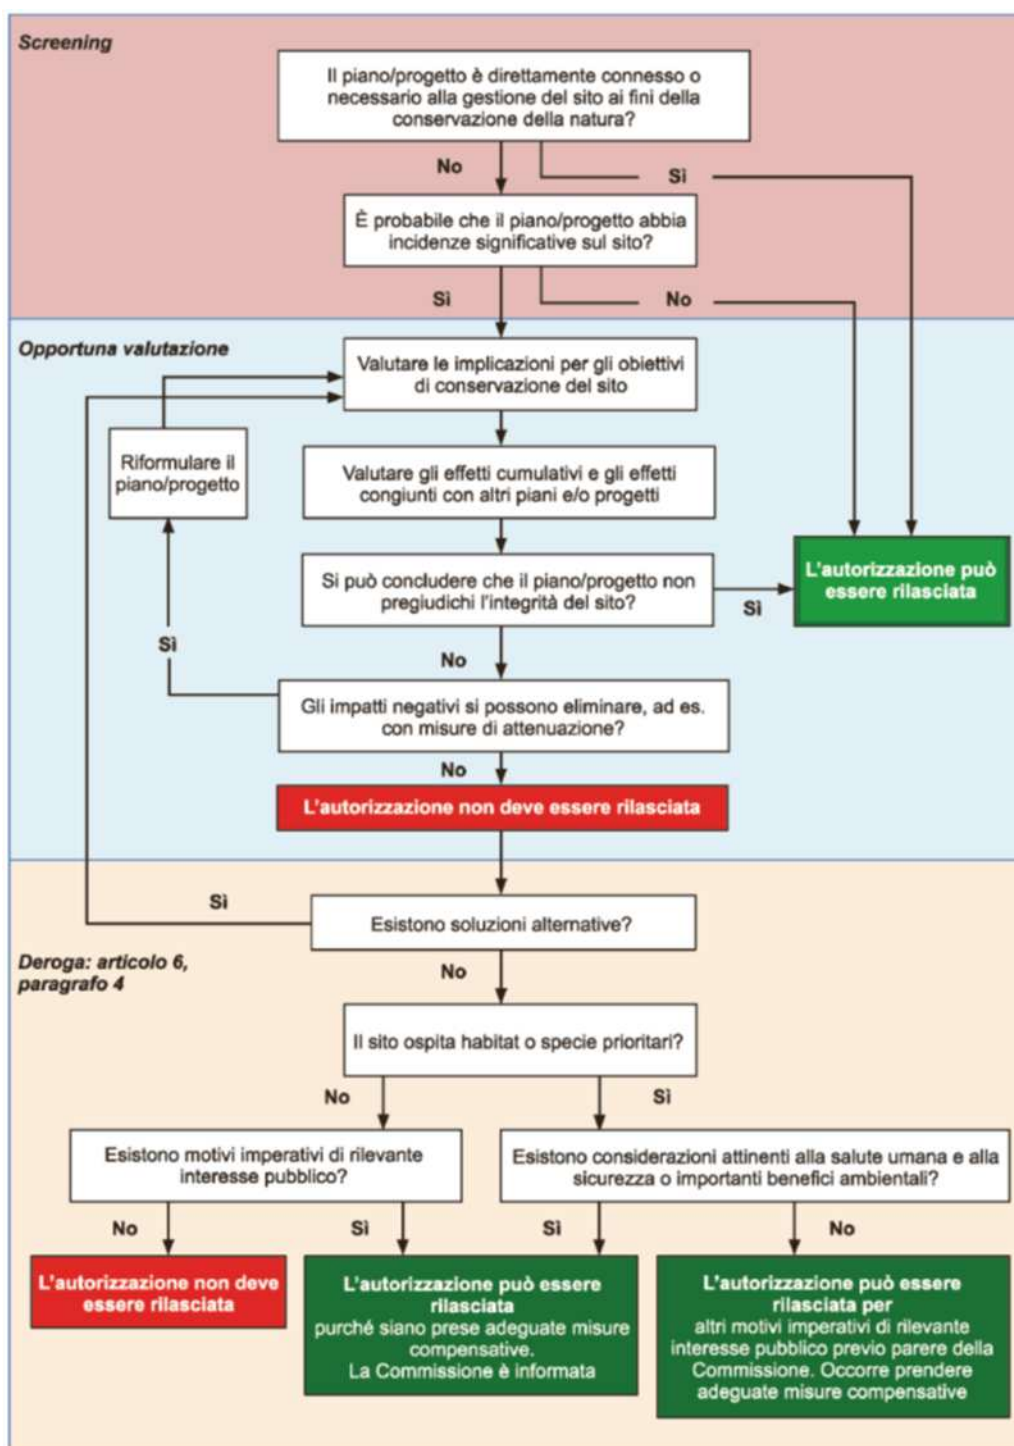 Screening
Il piano/progetto è direttamente connesso o
necessario alla gestione del sito ai fini della
conservazione della natura?
No
Sì
È probabile che il piano/progetto abbia
incidenze significative sul sito?
Sì
No
Opportuna valutazione
Valutare le implicazioni per gli obiettivi
di conservazione del sito
Riformulare il
piano/progetto
Valutare gli effetti cumulativi e gli effetti
congiunti con altri piani e/o progetti
Si può concludere che il piano/progetto non
pregiudichi l'integrità del sito?
Sì
L'autorizzazione può
essere rilasciata
Sì
No
Gli impatti negativi si possono eliminare, ad es.
con misure di attenuazione?
No
L'autorizzazione non deve essere rilasciata
Sì
Esistono soluzioni alternative?
Deroga: articolo 6,
paragrafo 4
No
Il sito ospita habitat o specie prioritari?
No
Sì
Esistono motivi imperativi di rilevante
interesse pubblico?
Esistono considerazioni attinenti alla salute umana e alla
sicurezza o importanti benefici ambientali?
No
Sì
Sì
No
L'autorizzazione non deve
essere rilasciata
L'autorizzazione può essere
rilasciata
purché siano prese adeguate misure
compensative.
La Commissione è informata
L'autorizzazione può essere
rilasciata per
altri motivi imperativi di rilevante
interesse pubblico previo parere della
Commissione. Occorre prendere
adeguate misure compensative